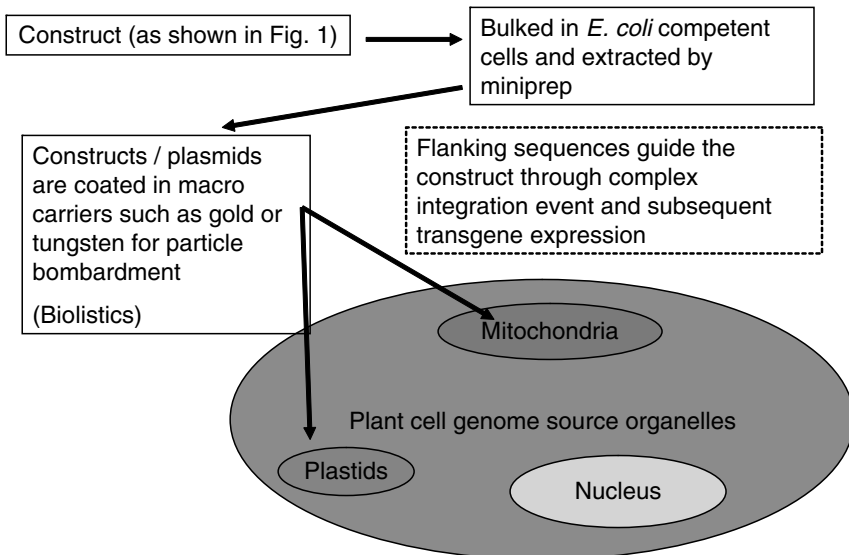 Construct (as shown in Fig. 1)
Bulked in E. coli competent
cells and extracted by
miniprep
Constructs / plasmids
are coated in macro
carriers such as gold or
tungsten for particle
bombardment
(Biolistics)
Flanking sequences guide the
construct through complex
integration event and subsequent
transgene expression
Mitochondria
Plant cell genome source organelles
Plastids
Nucleus